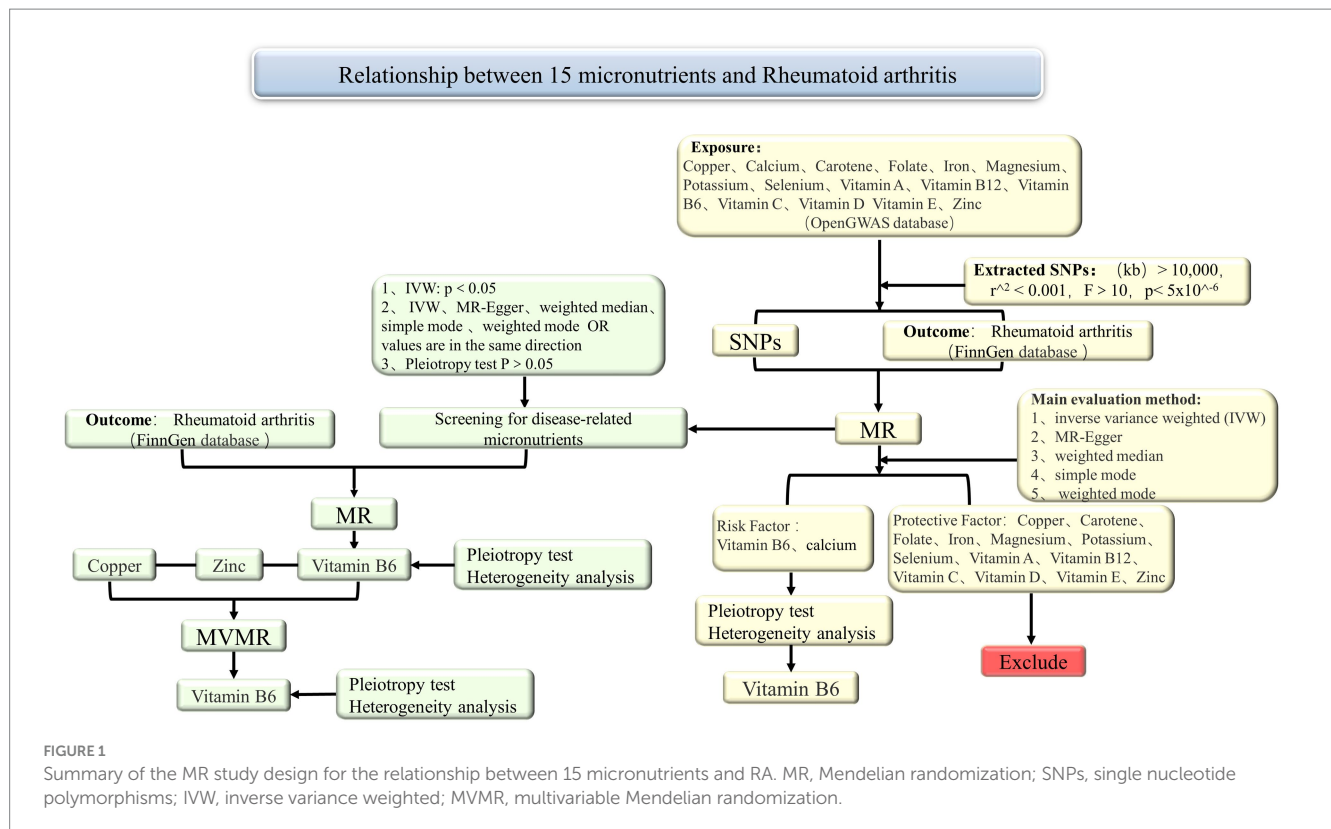 Relationship between 15 micronutrients and Rheumatoid arthritis
Exposure：
Copper、Calcium、Carotene、Folate、Iron、Magnesium、
Potassium、Selenium、Vitamin A、Vitamin B12、Vitamin
B6、Vitamin C、Vitamin D  Vitamin E、Zinc
（OpenGWAS database）
Extracted SNPs： （kb）> 10,000,
r^2 < 0.001,  F > 10,  p< 5x10^-6
1、IVW: p < 0.05
2、 IVW、MR-Egger、weighted median、
simple mode 、weighted mode  OR
values are in the same direction
3、Pleiotropy test P > 0.05
SNPs
Outcome： Rheumatoid arthritis
（FinnGen database ）
Outcome： Rheumatoid arthritis
（FinnGen database ）
Screening for disease-related
micronutrients
MR
Main evaluation method:
1、inverse variance weighted (IVW)
2、MR-Egger
3、weighted median
4、simple mode
5、 weighted mode
MR
Risk Factor：
Vitamin B6、calcium
Protective Factor：Copper、Carotene、
Folate、Iron、Magnesium、Potassium、
Selenium、Vitamin A、Vitamin B12、
Vitamin C、Vitamin D、Vitamin E、Zinc
Copper
Zinc
Vitamin B6
Pleiotropy test
Heterogeneity analysis
Pleiotropy test
Heterogeneity analysis
MVMR
Exclude
Vitamin B6
Pleiotropy test
Heterogeneity analysis
Vitamin B6
FIGURE 1
Summary of the MR study design for the relationship between 15 micronutrients and RA. MR, Mendelian randomization; SNPs, single nucleotide
polymorphisms; IVW, inverse variance weighted; MVMR, multivariable Mendelian randomization.